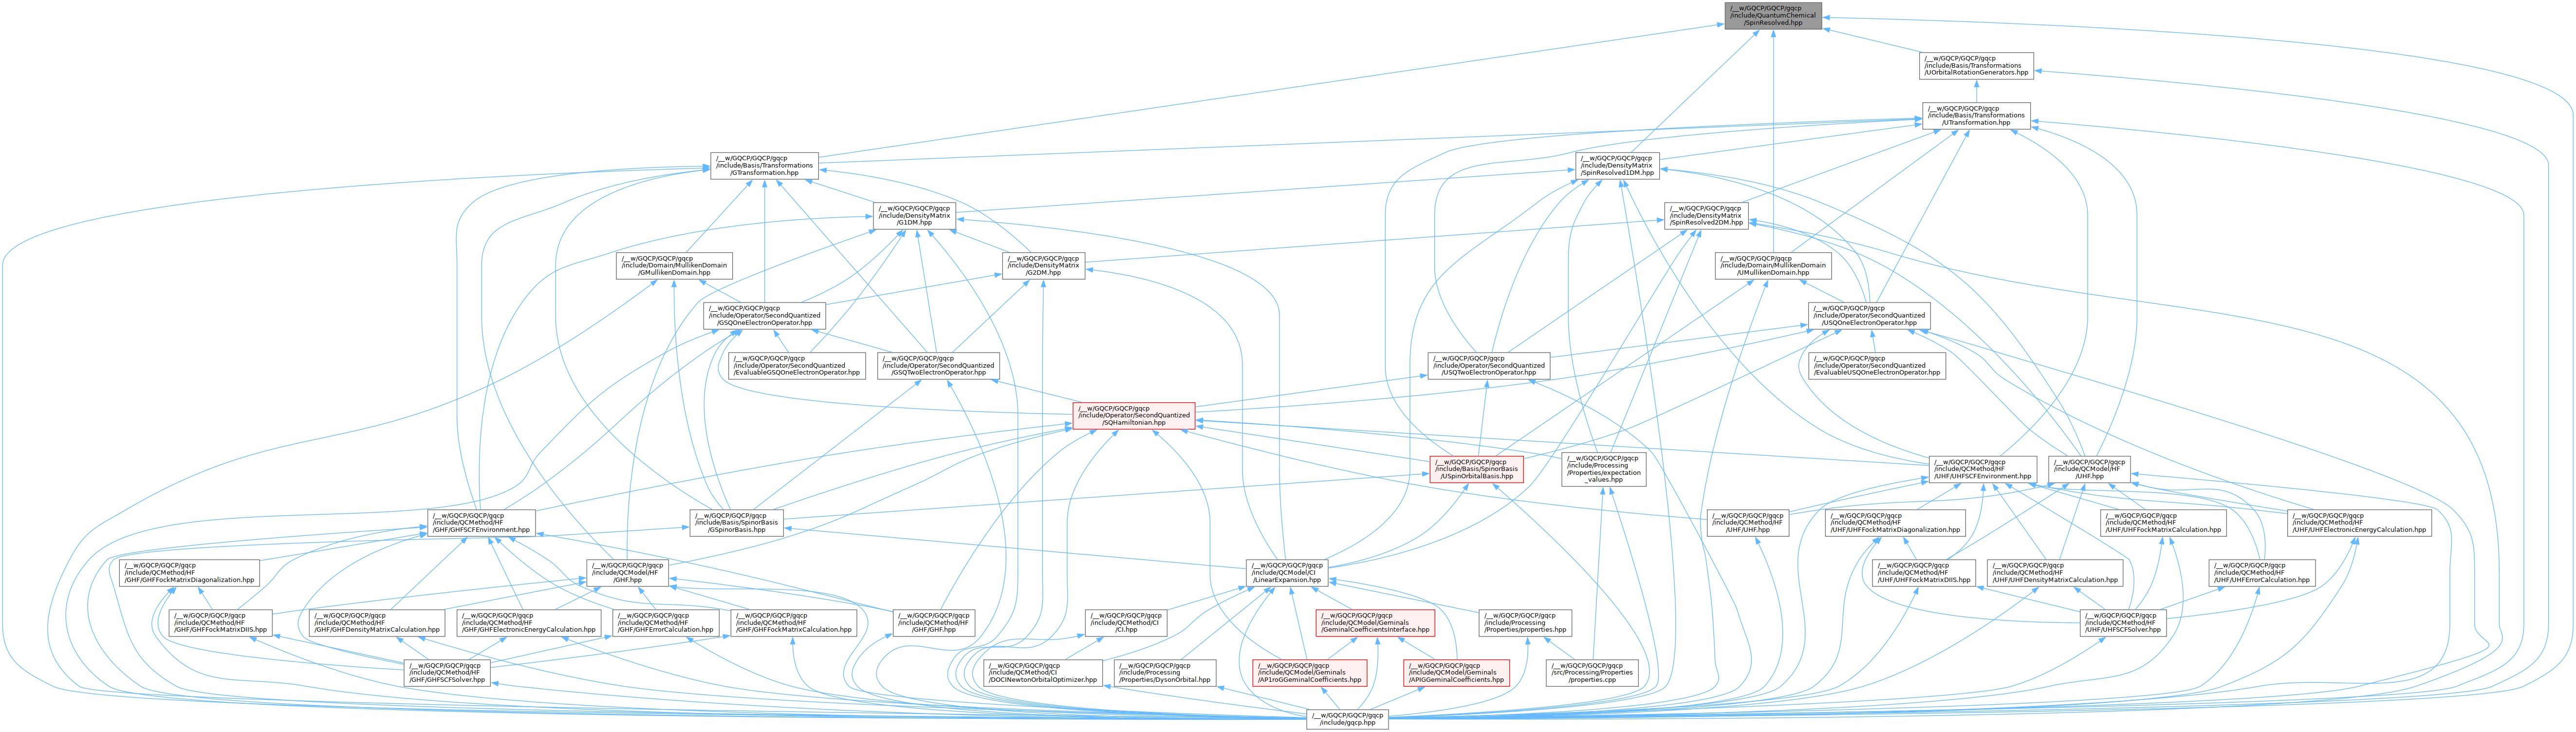 /__w/GQCP/GQCP/gqcp
/include/QuantumChemical
/SpinResolved.hpp
/__w/GQCP/GQCP/gqcp
/include/Basis/Transformations
/UOrbitalRotationGenerators.hpp
/__w/GQCP/GQCP/gqcp
/include/Basis/Transformations
/UTransformation.hpp
/__w/GQCP/GQCP/gqcp
/include/Basis/Transformations
/GTransformation.hpp
/__w/GQCP/GQCP/gqcp
/include/DensityMatrix
/SpinResolved1DM.hpp
/__w/GQCP/GQCP/gqcp
/include/DensityMatrix
/G1DM.hpp
/__w/GQCP/GQCP/gqcp
/include/DensityMatrix
/SpinResolved2DM.hpp
/__w/GQCP/GQCP/gqcp
/include/Domain/MullikenDomain
/GMullikenDomain.hpp
/__w/GQCP/GQCP/gqcp
/include/DensityMatrix
/G2DM.hpp
/__w/GQCP/GQCP/gqcp
/include/Domain/MullikenDomain
/UMullikenDomain.hpp
/__w/GQCP/GQCP/gqcp
/include/Operator/SecondQuantized
/GSQOneElectronOperator.hpp
/__w/GQCP/GQCP/gqcp
/include/Operator/SecondQuantized
/USQOneElectronOperator.hpp
/__w/GQCP/GQCP/gqcp
/include/Operator/SecondQuantized
/EvaluableGSQOneElectronOperator.hpp
/__w/GQCP/GQCP/gqcp
/include/Operator/SecondQuantized
/GSQTwoElectronOperator.hpp
/__w/GQCP/GQCP/gqcp
/include/Operator/SecondQuantized
/USQTwoElectronOperator.hpp
/__w/GQCP/GQCP/gqcp
/include/Operator/SecondQuantized
/EvaluableUSQOneElectronOperator.hpp
/__w/GQCP/GQCP/gqcp
/include/Operator/SecondQuantized
/SQHamiltonian.hpp
/__w/GQCP/GQCP/gqcp
/include/Basis/SpinorBasis
/USpinOrbitalBasis.hpp
/__w/GQCP/GQCP/gqcp
/include/Processing
/Properties/expectation
_values.hpp
/__w/GQCP/GQCP/gqcp
/include/QCMethod/HF
/UHF/UHFSCFEnvironment.hpp
/__w/GQCP/GQCP/gqcp
/include/QCModel/HF
/UHF.hpp
/__w/GQCP/GQCP/gqcp
/include/QCMethod/HF
/GHF/GHFSCFEnvironment.hpp
/__w/GQCP/GQCP/gqcp
/include/Basis/SpinorBasis
/GSpinorBasis.hpp
/__w/GQCP/GQCP/gqcp
/include/QCMethod/HF
/UHF/UHF.hpp
/__w/GQCP/GQCP/gqcp
/include/QCMethod/HF
/UHF/UHFFockMatrixDiagonalization.hpp
/__w/GQCP/GQCP/gqcp
/include/QCMethod/HF
/UHF/UHFFockMatrixCalculation.hpp
/__w/GQCP/GQCP/gqcp
/include/QCMethod/HF
/UHF/UHFElectronicEnergyCalculation.hpp
/__w/GQCP/GQCP/gqcp
/include/QCMethod/HF
/GHF/GHFFockMatrixDiagonalization.hpp
/__w/GQCP/GQCP/gqcp
/include/QCModel/HF
/GHF.hpp
/__w/GQCP/GQCP/gqcp
/include/QCModel/CI
/LinearExpansion.hpp
/__w/GQCP/GQCP/gqcp
/include/QCMethod/HF
/UHF/UHFFockMatrixDIIS.hpp
/__w/GQCP/GQCP/gqcp
/include/QCMethod/HF
/UHF/UHFDensityMatrixCalculation.hpp
/__w/GQCP/GQCP/gqcp
/include/QCMethod/HF
/UHF/UHFErrorCalculation.hpp
/__w/GQCP/GQCP/gqcp
/include/QCMethod/HF
/GHF/GHFFockMatrixDIIS.hpp
/__w/GQCP/GQCP/gqcp
/include/QCMethod/HF
/GHF/GHFDensityMatrixCalculation.hpp
/__w/GQCP/GQCP/gqcp
/include/QCMethod/HF
/GHF/GHFElectronicEnergyCalculation.hpp
/__w/GQCP/GQCP/gqcp
/include/QCMethod/HF
/GHF/GHFErrorCalculation.hpp
/__w/GQCP/GQCP/gqcp
/include/QCMethod/HF
/GHF/GHFFockMatrixCalculation.hpp
/__w/GQCP/GQCP/gqcp
/include/QCMethod/HF
/GHF/GHF.hpp
/__w/GQCP/GQCP/gqcp
/include/QCMethod/CI
/CI.hpp
/__w/GQCP/GQCP/gqcp
/include/QCModel/Geminals
/GeminalCoefficientsInterface.hpp
/__w/GQCP/GQCP/gqcp
/include/Processing
/Properties/properties.hpp
/__w/GQCP/GQCP/gqcp
/include/QCMethod/HF
/UHF/UHFSCFSolver.hpp
/__w/GQCP/GQCP/gqcp
/include/QCMethod/HF
/GHF/GHFSCFSolver.hpp
/__w/GQCP/GQCP/gqcp
/include/QCMethod/CI
/DOCINewtonOrbitalOptimizer.hpp
/__w/GQCP/GQCP/gqcp
/include/Processing
/Properties/DysonOrbital.hpp
/__w/GQCP/GQCP/gqcp
/include/QCModel/Geminals
/AP1roGGeminalCoefficients.hpp
/__w/GQCP/GQCP/gqcp
/include/QCModel/Geminals
/APIGGeminalCoefficients.hpp
/__w/GQCP/GQCP/gqcp
/src/Processing/Properties
/properties.cpp
/__w/GQCP/GQCP/gqcp
/include/gqcp.hpp